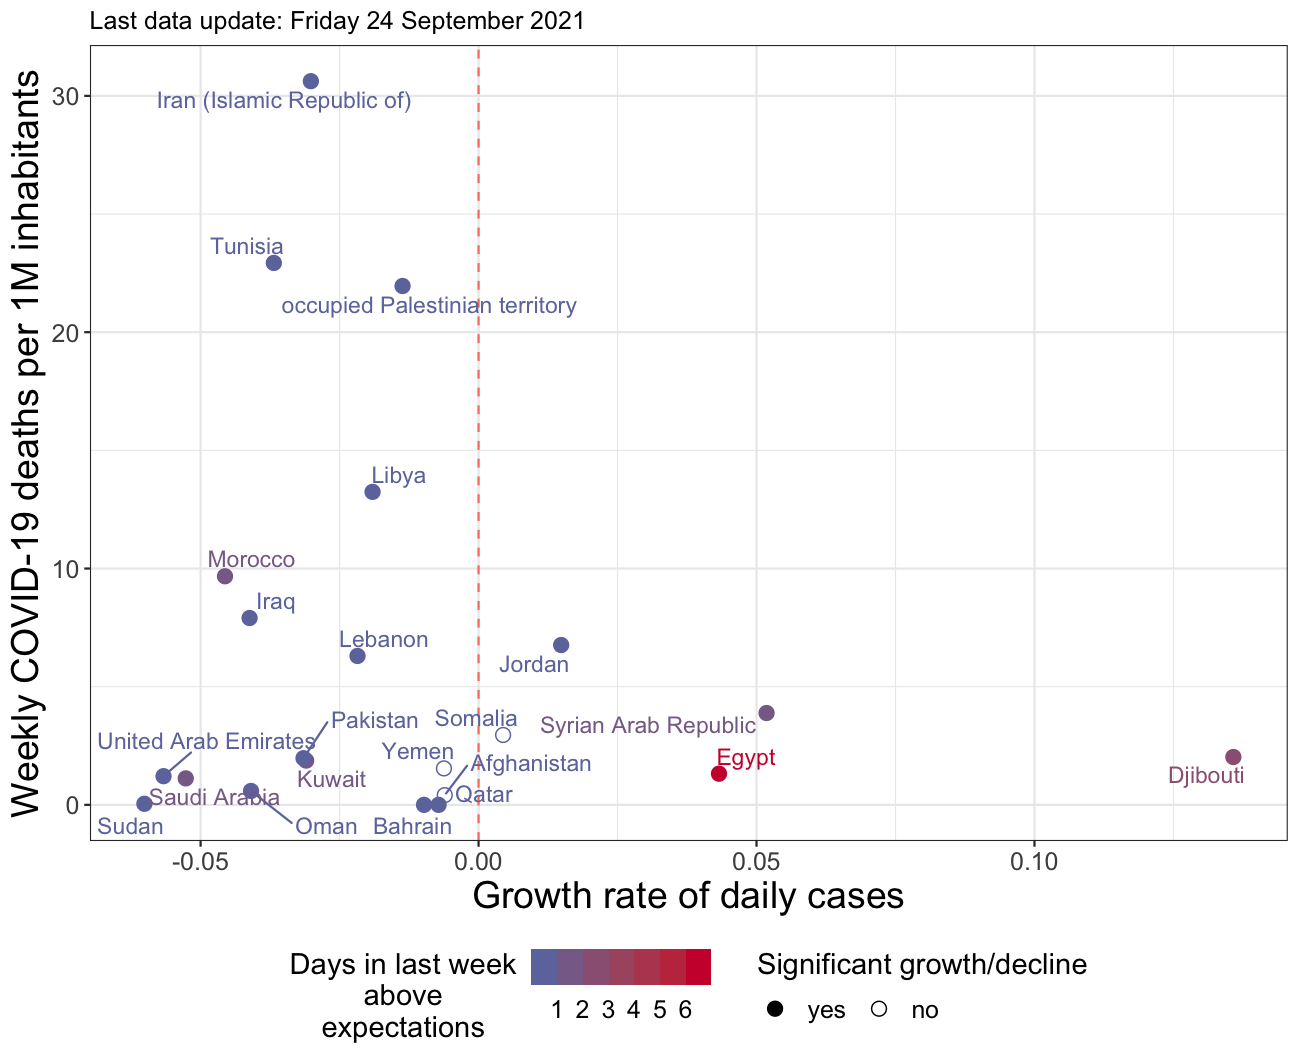 Last data update: Friday 24 September 2021
Weekly COVID-19 deaths per 1M inhabitants
30
20
10
0
Iran (Islamic Republic of)
Tunisia
occupied Palestinian territory
Libya
Morocco
Iraq
Lebanon
Jordan
Pakistan
Somalia
Syrian Arab Republic
United Arab Emirates
Yemen
Afghanistan
Egypt
Kuwait
Djibouti
Saudi Arabia
Qatar
Sudan
Oman
Bahrain
-0.05
0.00
0.05
0.10
Growth rate of daily cases
Days in last week
above
expectations
1 2 3 4 5 6
Significant growth/decline
yes
no